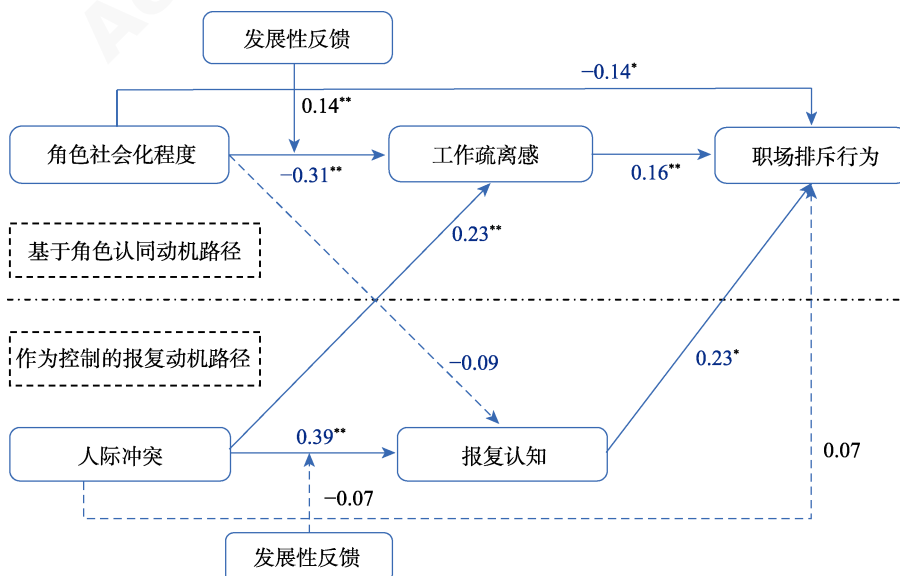 发展性反馈
−0.14*
0.14**
角色社会化程度
工作疏离感
职场排斥行为
−0.31**
0.16**
0.23**
基于角色认同动机路径
作为控制的报复动机路径
−0.09
0.23*
人际冲突
0.39**
报复认知
0.07
−0.07
发展性反馈